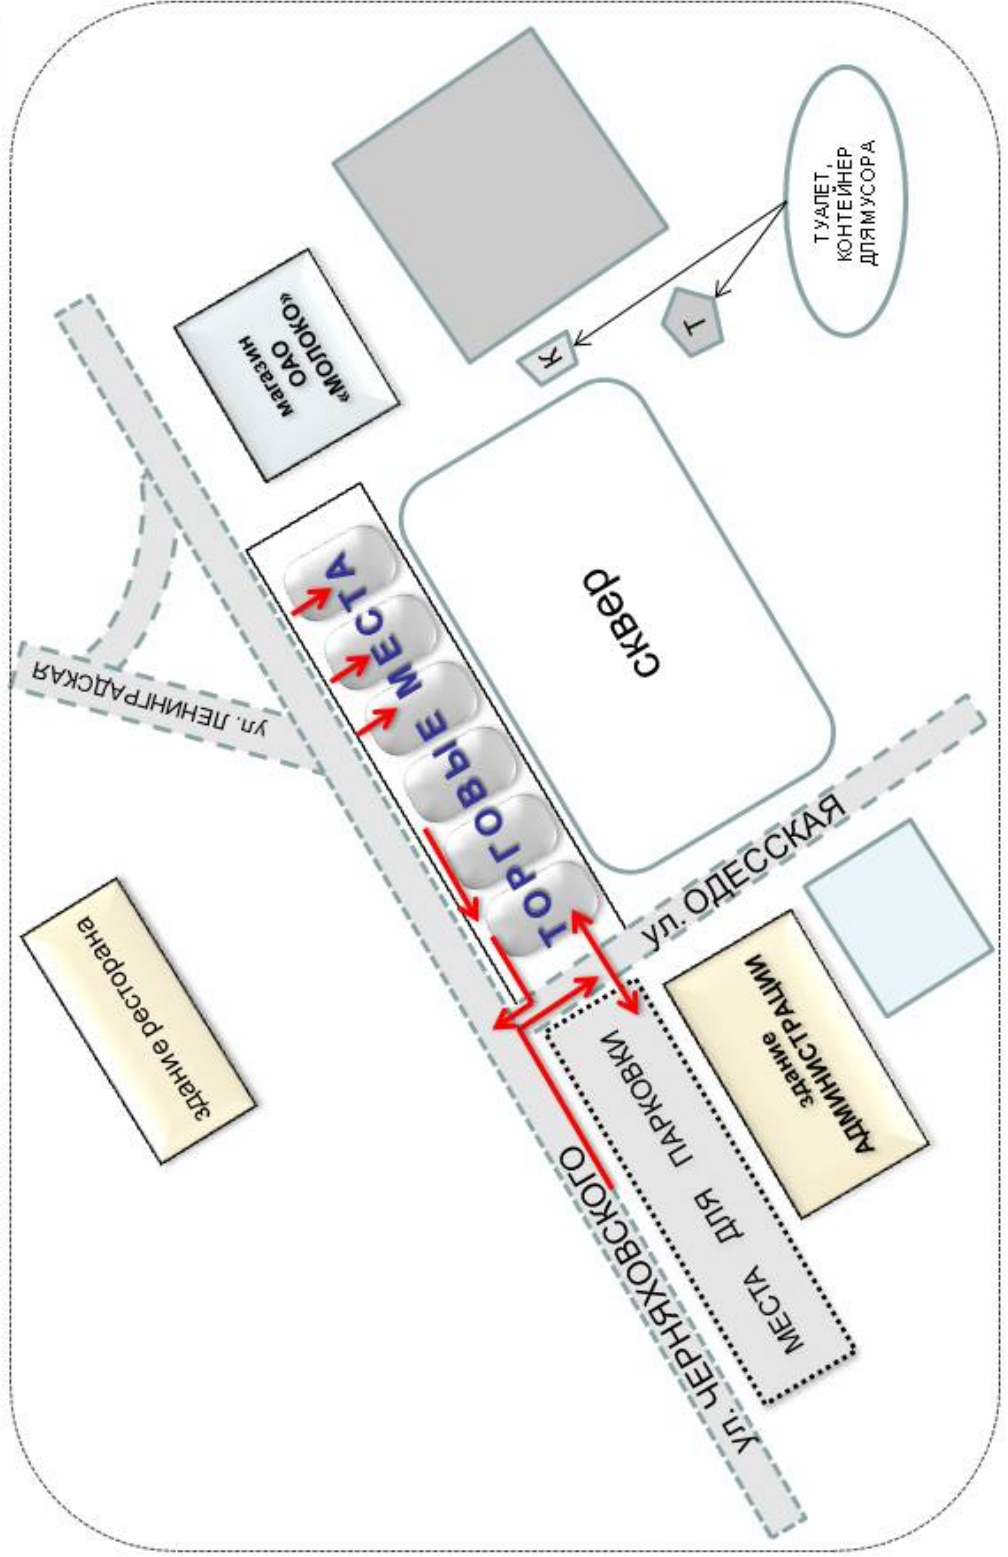 ТУАЛЕТ,
КОНТЕЙНЕР
ДЛЯ МУСОРА
магазин
ОАО
«МОЛОКО»
К
Т
ТОРГОВЫЕ МЕСТА
сквер
ул. ЛЕНИНГРАДСКАЯ
ул. ОДЕССКАЯ
здание ресторана
здание
АДМИНИСТРАЦИИ
МЕСТА ДЛЯ ПАРКОВКИ
ул. ЧЕРНЯХОВСКОГО